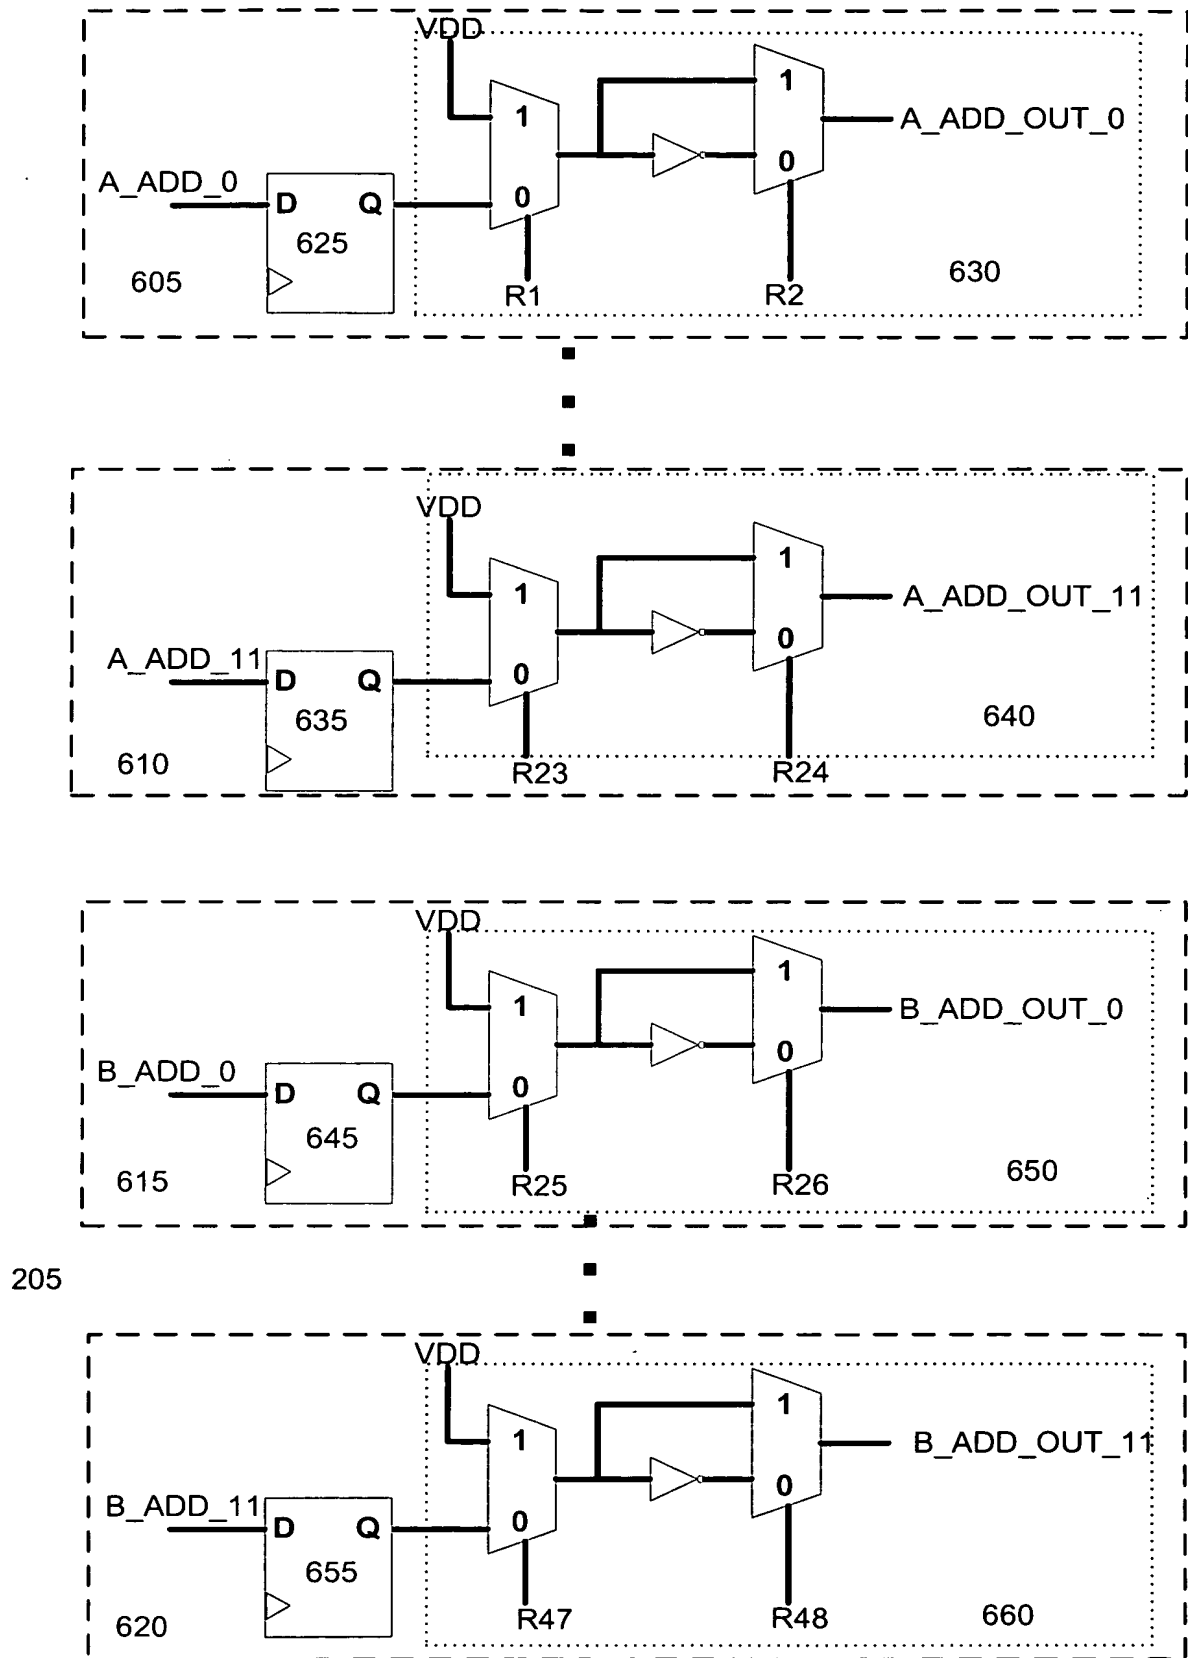 VDD
1
1
A_ADD_OUT_0
A_ADD_0
0
0
D Q
625
605
630
R1
R2
VDD
1
1
A_ADD_OUT_11
A_ADD_11
0
0
D Q
635
640
610
R23
R24
VDD
1
1
B_ADD_OUT_0
B_ADD_0
0
0
D Q
645
650
615
R25
R26
205
VDD
1
1
B_ADD_OUT_11
B_ADD_11
0
0
D Q
655
620
660
R47
R48